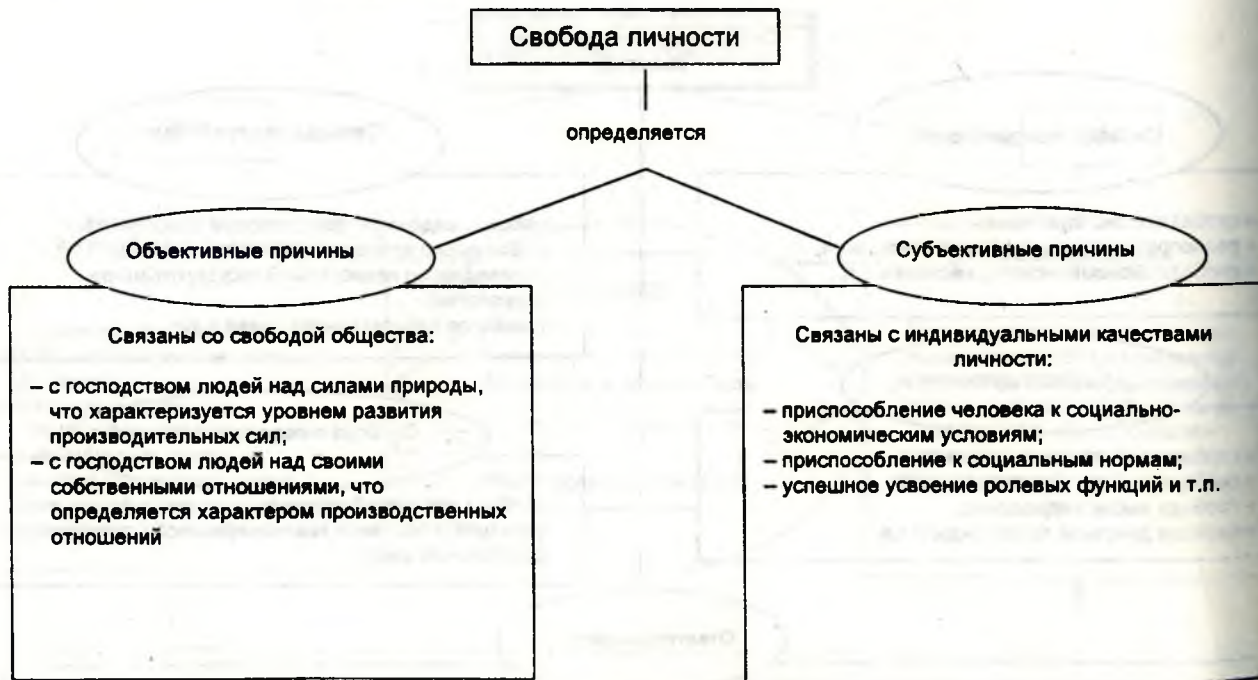 Свобода личности
определяется
Объективные причины
Связаны со свободой общества:
– с господством людей над силами природы,
что характеризуется уровнем развития
производительных сил;
– с господством людей над своими
собственными отношениями, что
определяется характером производственных
отношений
Субъективные причины
Связаны с индивидуальными качествами
личности:
– приспособление человека к социально-
экономическим условиям;
– приспособление к социальным нормам;
– успешное усвоение ролевых функций и т.п.